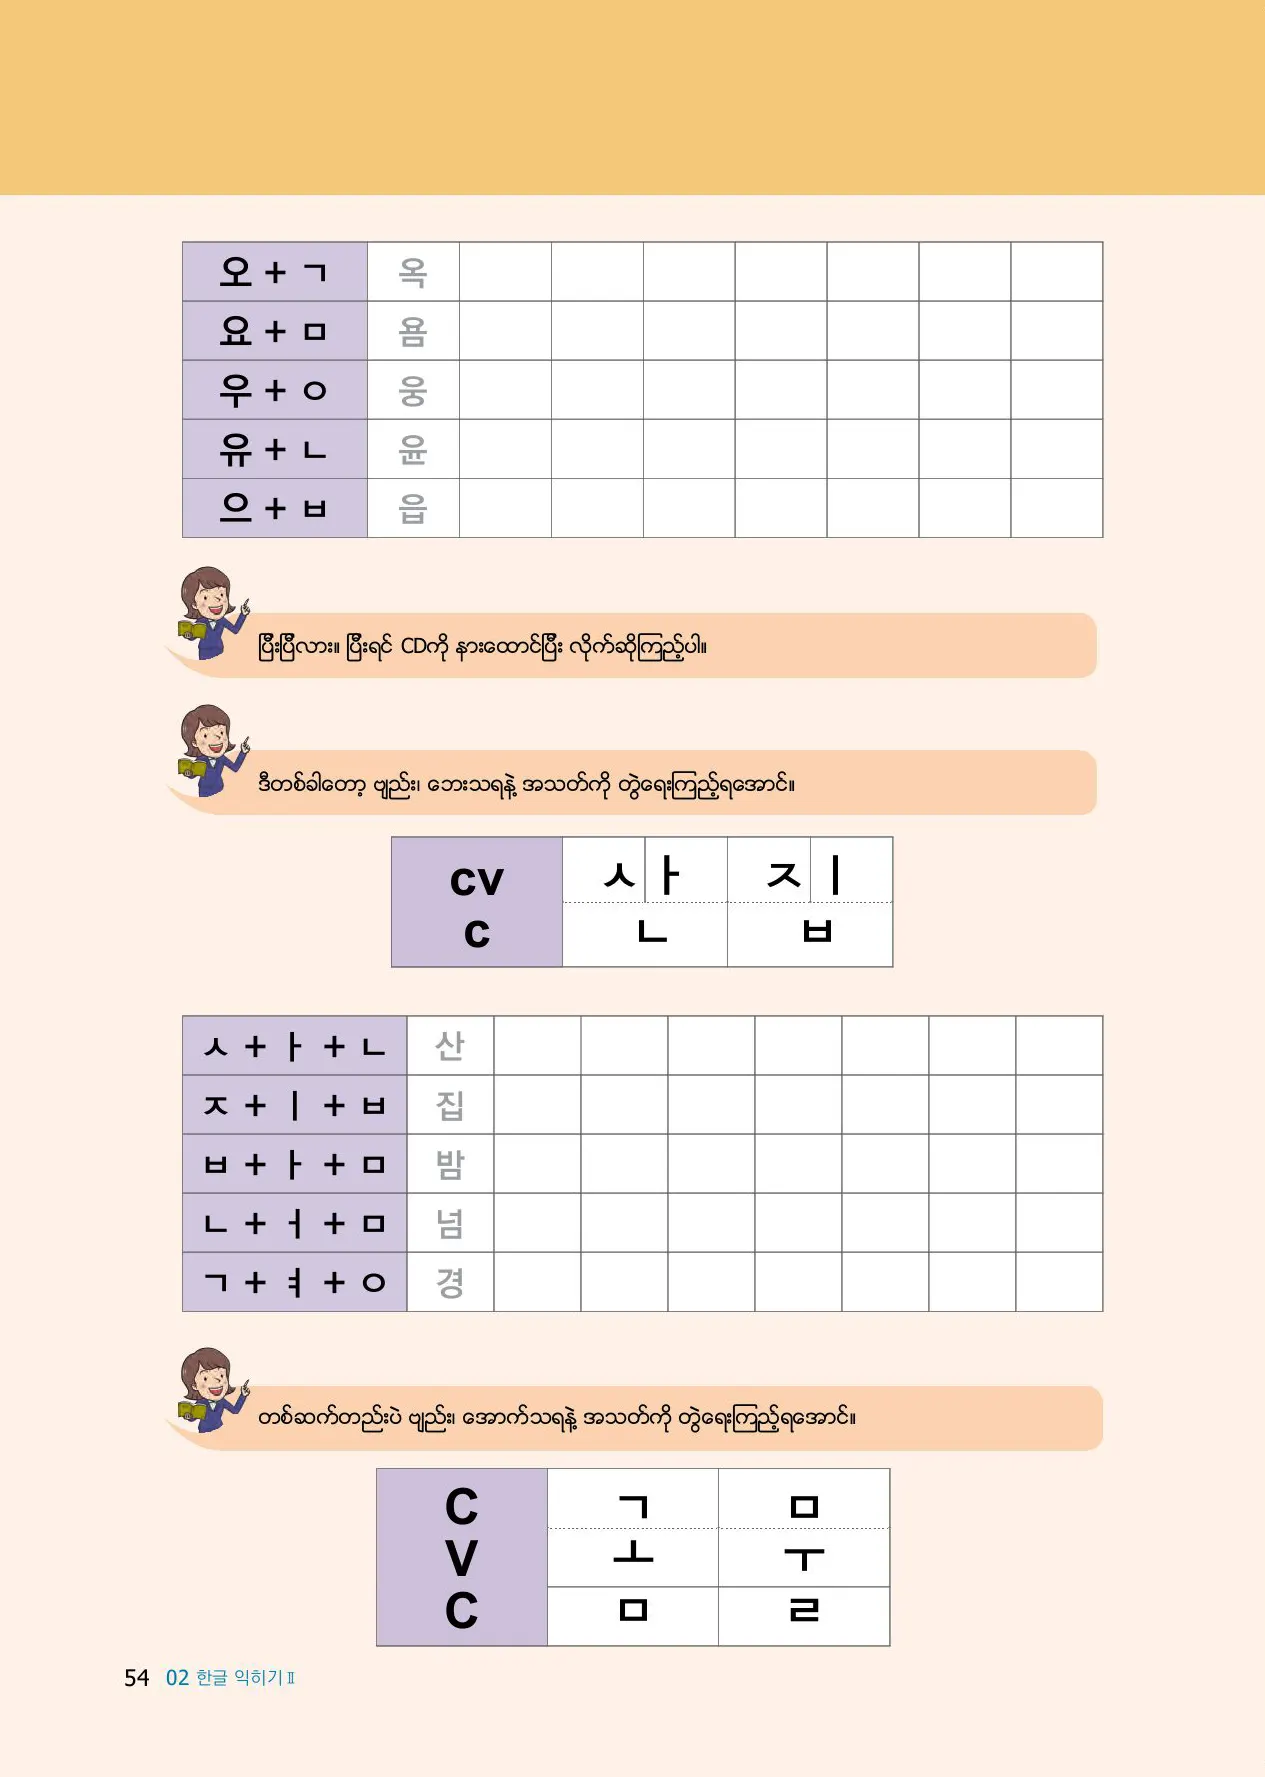 오 + ㄱ 옥
요 + ㅁ 욤
우 + ㅇ 웅
유 + ㄴ 윤
으 + ㅂ 읍
ပြီးပြီလား။ ပြီးရင် CDကို နားထောင်ပြီး လိုက်ဆိုကြည့်ပါ။
ဒီတစ်ခါတော့ ဗျည်း၊ ဘေးသရနဲ့ အသတ်ကို တွဲရေးကြည့်ရအောင်။
cv ㅅ ㅏ ㅈ ㅣ
c ㄴ ㅂ
ㅅ + ㅏ + ㄴ 산
ㅈ + ㅣ + ㅂ 집
ㅂ + ㅏ + ㅁ 밤
ㄴ + ㅓ + ㅁ 넘
ㄱ + ㅕ + ㅇ 경
တစ်ဆက်တည်းပဲ ဗျည်း၊ အောက်သရနဲ့ အသတ်ကို တွဲရေးကြည့်ရအောင်။
C ㄱ ㅁ
V ㅗ ㅜ
C ㅁ ㄹ
54 02 한글 익히기 Ⅱ